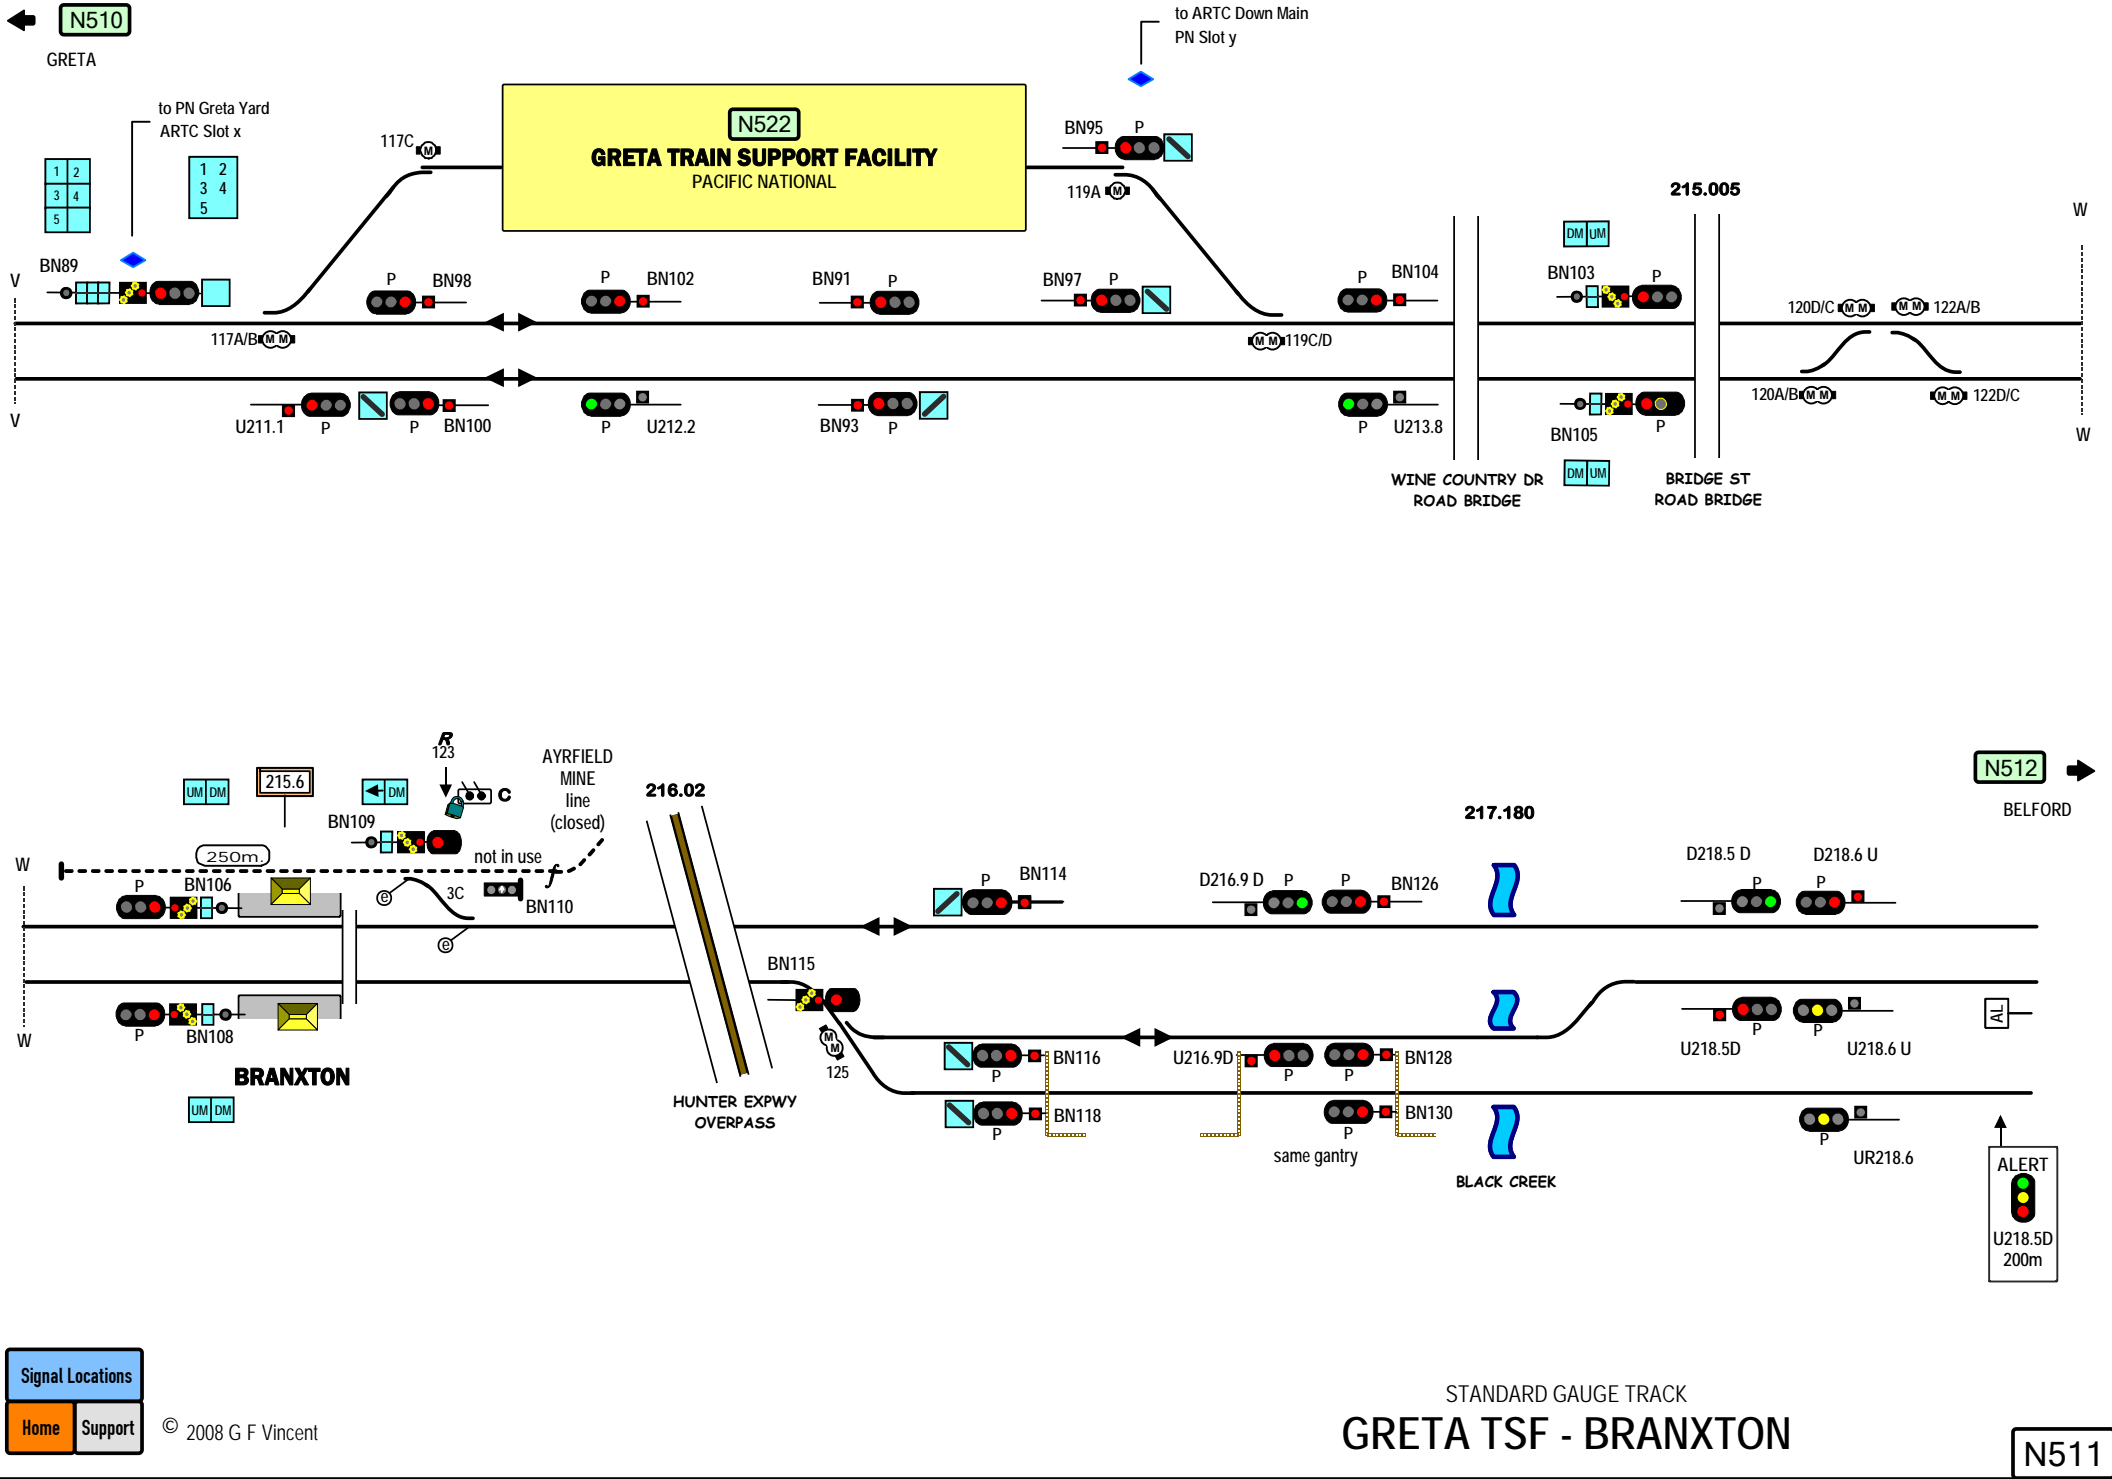 N510
GRETA
to PN Greta Yard
ARTC Slot x
1 2
3 4
5
1 2
3 4
5
117C
M
N522
GRETA TRAIN SUPPORT FACILITY
PACIFIC NATIONAL
to ARTC Down Main
PN Slot y
BN95
P
119A
M
215.005
W
V
BN89
P
BN98
P
BN102
BN91
P
BN97
P
P
BN104
DM UM
BN103
P
117A/B
M M
M M
119C/D
120D/C
M M
M M
122A/B
V
U211.1
P
P
BN100
P
U212.2
BN93
P
P
U213.8
BN105
P
DM UM
120A/B
M M
M M
122D/C
W
WINE COUNTRY DR
ROAD BRIDGE
BRIDGE ST
ROAD BRIDGE
R
123
C
AYRFIELD
MINE
line
(closed)
UM DM
215.6
DM
BN109
216.02
217.180
N512
BELFORD
W
250m.
not in use
P
BN106
e
3C
BN110
e
P
BN114
D216.9 D
P
P
BN126
D218.5 D
P
D218.6 U
P
W
P
BN108
BRANXTON
UM DM
BN115
M
M
125
HUNTER EXPWY
OVERPASS
BN116
P
BN118
P
U216.9D
P
P
BN128
BN130
P
same gantry
BLACK CREEK
U218.5D
P
P
U218.6 U
AL
P
UR218.6
ALERT
U218.5D
200m
Signal Locations
Home
Support
© 2008 G F Vincent
STANDARD GAUGE TRACK
GRETA TSF - BRANXTON
N511